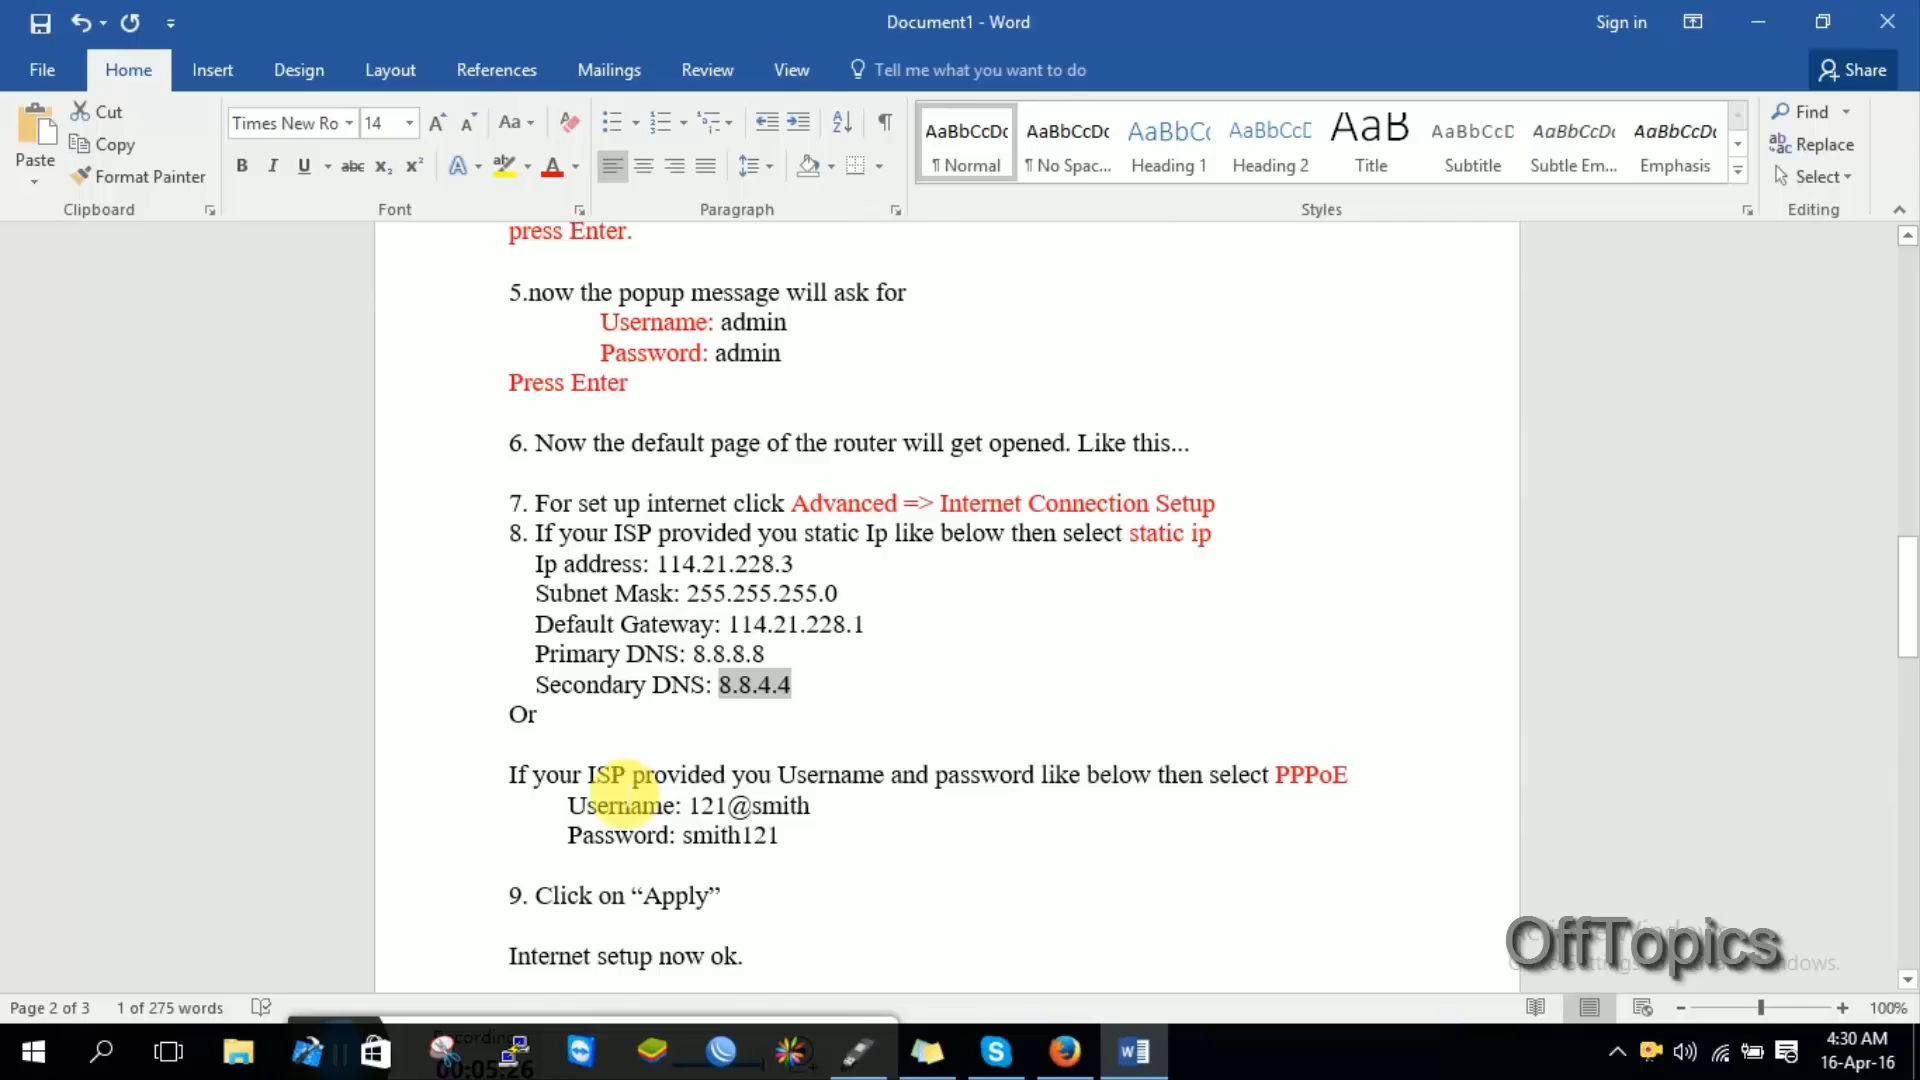 Document1 - Word
Sign in
File Home Insert Design Layout References Mailings Review View Tell me what you want to do Share
Cut
Copy
Paste
Format Painter
Clipboard
Times New Ro 14
Aa
B I U abc X₂ X² A ab A
Font
Paragraph
AaBbCcDc AaBbCcDc AaBbCc AaBbCcD AaB AaBbCcD AaBbCcDc AaBbCcDc
¶ Normal ¶ No Spac... Heading 1 Heading 2 Title Subtitle Subtle Em... Emphasis
Styles
Find
Replace
Select
Editing
press Enter.
5.now the popup message will ask for
Username: admin
Password: admin
Press Enter
6. Now the default page of the router will get opened. Like this...
7. For set up internet click Advanced => Internet Connection Setup
8. If your ISP provided you static Ip like below then select static ip
Ip address: 114.21.228.3
Subnet Mask: 255.255.255.0
Default Gateway: 114.21.228.1
Primary DNS: 8.8.8.8
Secondary DNS: 8.8.4.4
Or
If your ISP provided you Username and password like below then select PPPoE
Username: 121@smith
Password: smith121
9. Click on “Apply”
Internet setup now ok.
OffTopics
Page 2 of 3 1 of 275 words
100%
00:05:26
4:30 AM
16-Apr-16